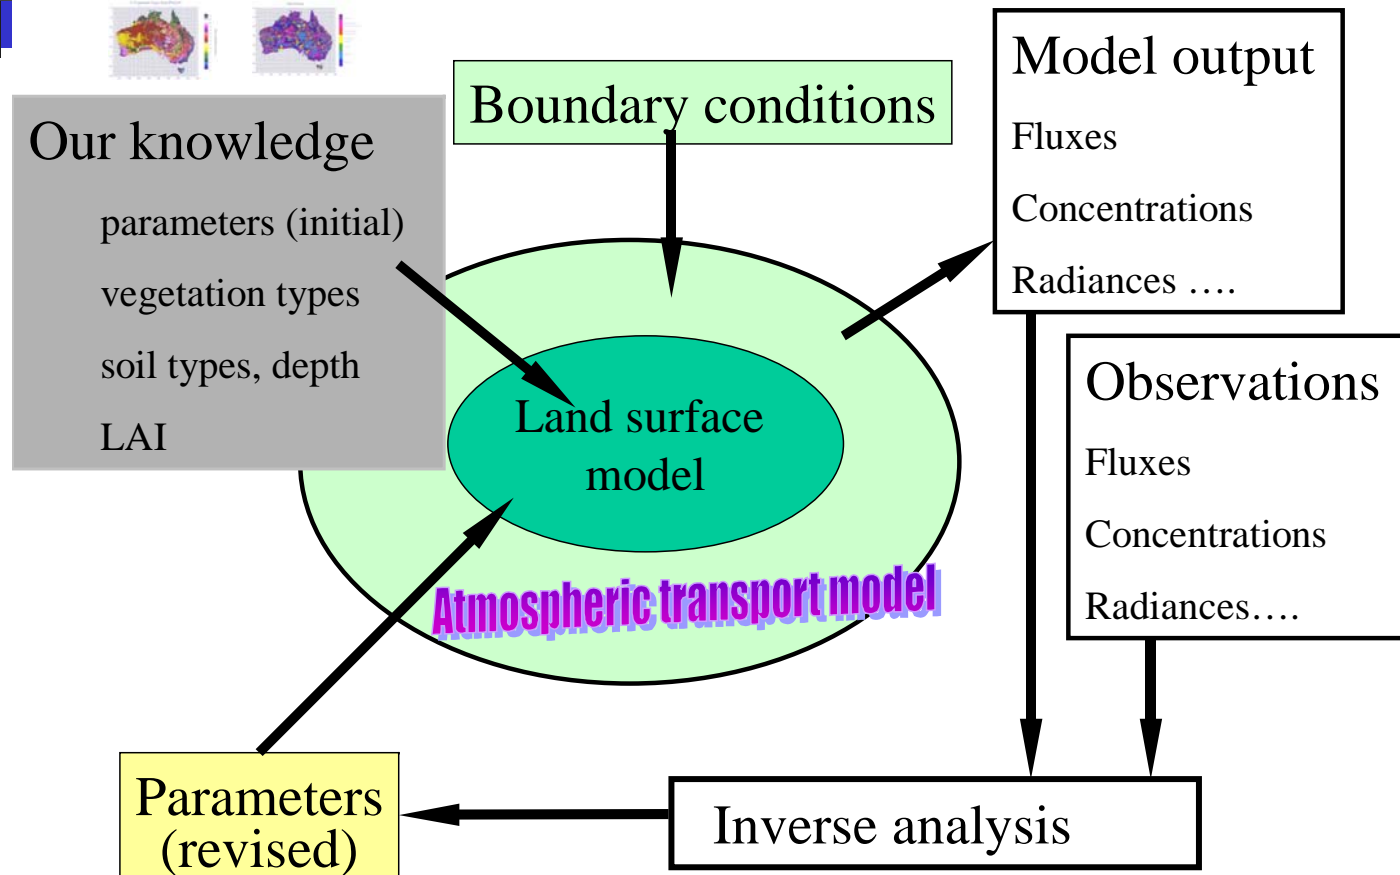 Our knowledge
parameters (initial)
vegetation types
soil types, depth
LAI
Boundary conditions
Model output
Fluxes
Concentrations
Radiances ….
Observations
Fluxes
Concentrations
Radiances….
Land surface
model
Atmospheric transport model
Parameters
(revised)
Inverse analysis